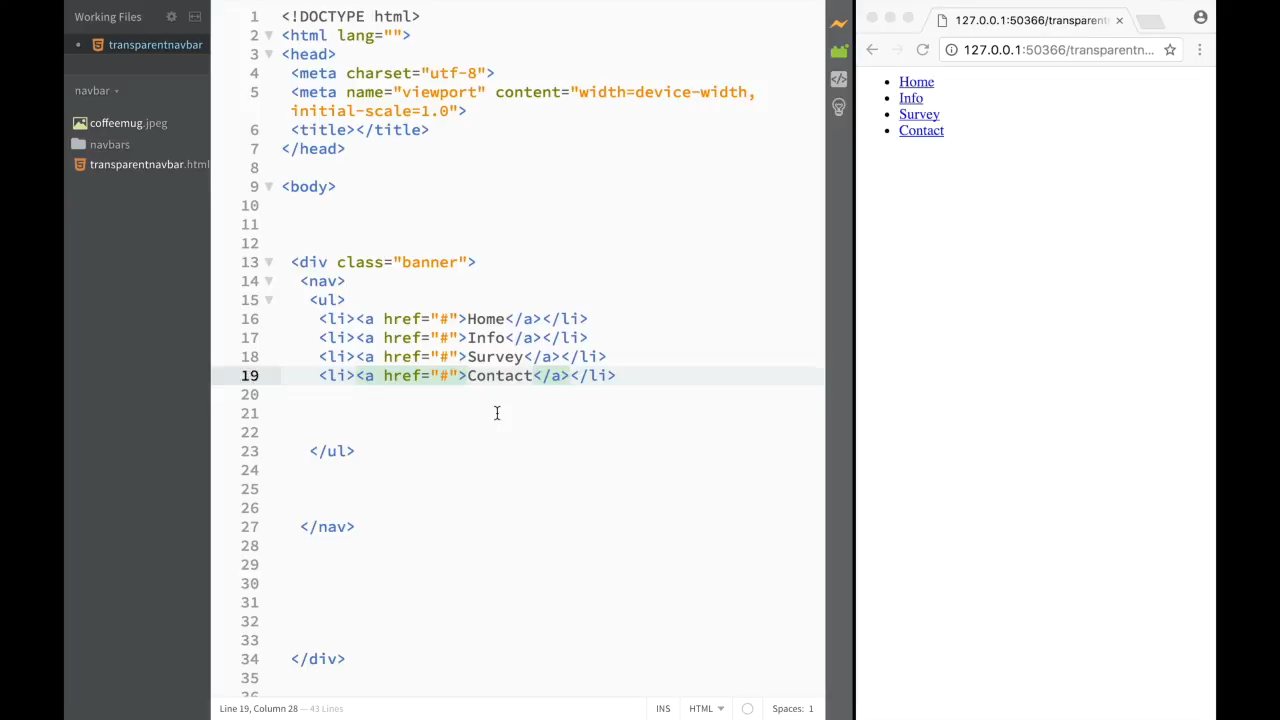 Working Files
transparentnavbar
navbar
coffeemug.jpeg
navbars
transparentnavbar.html
1 <!DOCTYPE html>
2 <html lang="">
3 <head>
4 <meta charset="utf-8">
5 <meta name="viewport" content="width=device-width,
initial-scale=1.0">
6 <title></title>
7 </head>
8
9 <body>
10
11
12
13 <div class="banner">
14 <nav>
15 <ul>
16 <li><a href="#">Home</a></li>
17 <li><a href="#">Info</a></li>
18 <li><a href="#">Survey</a></li>
19 <li><a href="#">Contact</a></li>
20
21
22
23 </ul>
24
25
26
27 </nav>
28
29
30
31
32
33
34 </div>
35
36
Line 19, Column 28 — 43 Lines
INS HTML Spaces: 1
127.0.0.1:50366/transparent
127.0.0.1:50366/transparentn...
Home
Info
Survey
Contact